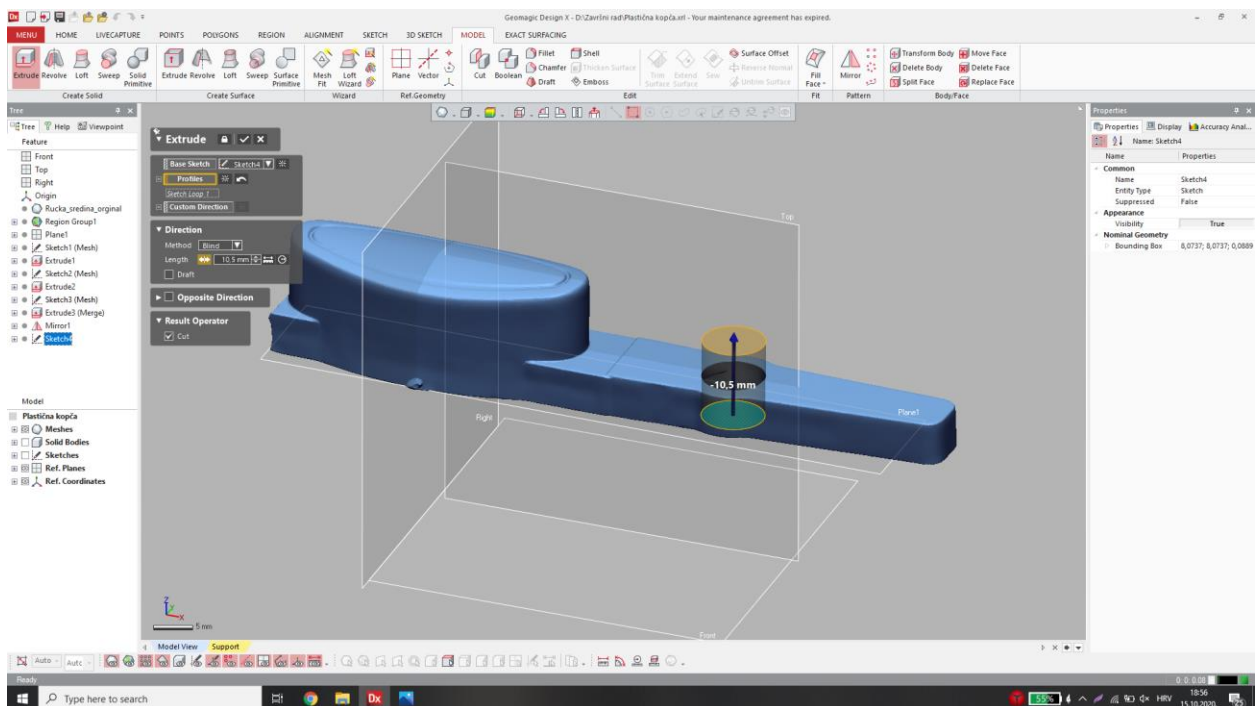 Geomagic Design X - D:\Završni rad\Plastična kopča.xrl - Your maintenance agreement has expired.
MENU HOME LIVECAPTURE POINTS POLYGONS REGION ALIGNMENT SKETCH 3D SKETCH MODEL EXACT SURFACING
Extrude Revolve Loft Sweep Solid Primitive
Extrude Revolve Loft Sweep Surface Primitive
Mesh Fit Loft Wizard
Plane Vector
Cut Boolean
Fillet Shell
Chamfer Thicken Surface
Draft Emboss
Trim Surface Extend Surface Sew
Surface Offset
Reverse Normal
Untrim Surface
Fill Face
Mirror
Transform Body Move Face
Delete Body Delete Face
Split Face Replace Face
Create Solid Create Surface Wizard Ref.Geometry Edit Fit Pattern Body/Face
Tree
Tree Help Viewpoint
Feature
Front
Top
Right
Origin
Rucka_sredina_orginal
Region Group1
Plane1
Sketch1 (Mesh)
Extrude1
Sketch2 (Mesh)
Extrude2
Sketch3 (Mesh)
Extrude3 (Merge)
Mirror1
Sketch4
Model
Plastična kopča
Meshes
Solid Bodies
Sketches
Ref. Planes
Ref. Coordinates
Extrude
Base Sketch Sketch4
Profiles
Sketch Loop 1
Custom Direction
Direction
Method Blind
Length 10,5 mm
Draft
Opposite Direction
Result Operator
Cut
Top
-10,5 mm
Plane1
Right
Front
z
x
5 mm
Properties
Properties Display Accuracy Anal...
Name: Sketch4
Name Properties
Common
Name Sketch4
Entity Type Sketch
Suppressed False
Appearance
Visibility True
Nominal Geometry
Bounding Box 8,0737; 8,0737; 0,0889
Model View Support
Auto Autc
Ready
0: 0: 0.08
Type here to search
Dx
55%
HRV
18:56
15.10.2020.
25